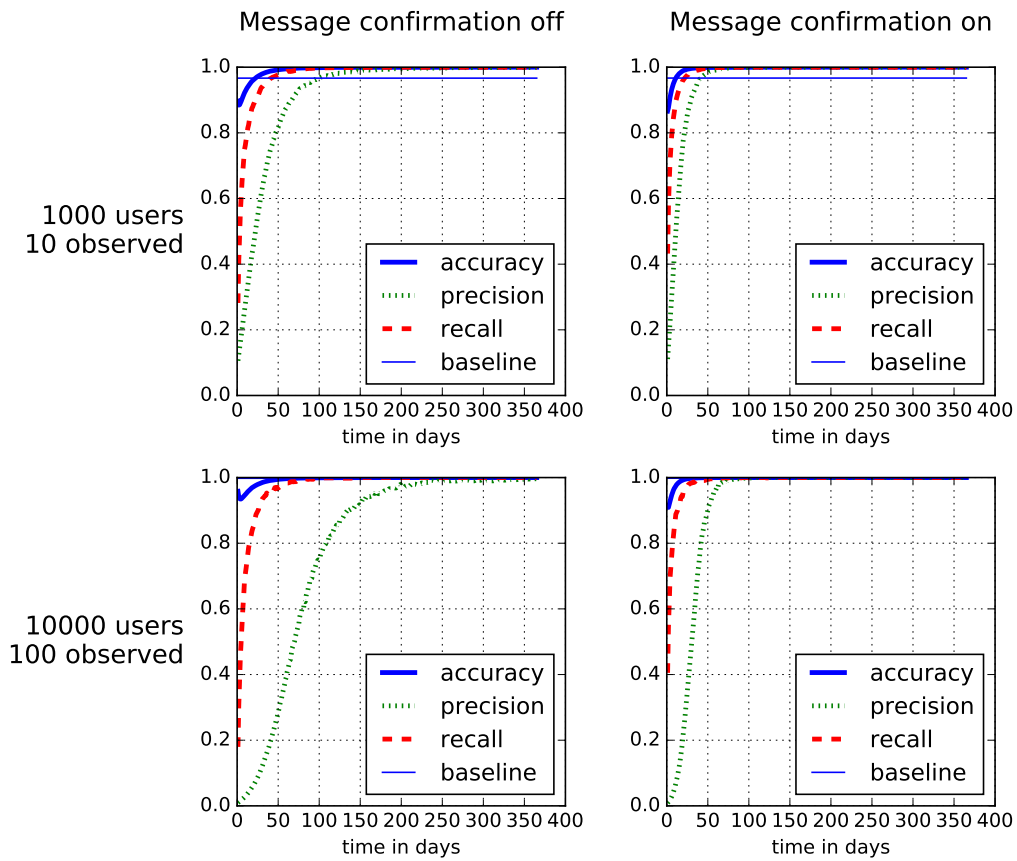 Message confirmation off
Message confirmation on
1000 users
10 observed
1.0
0.8
0.6
0.4
0.2
0.0
accuracy
precision
recall
baseline
0 50 100 150 200 250 300 350 400
time in days
1.0
0.8
0.6
0.4
0.2
0.0
accuracy
precision
recall
baseline
0 50 100 150 200 250 300 350 400
time in days
10000 users
100 observed
1.0
0.8
0.6
0.4
0.2
0.0
accuracy
precision
recall
baseline
0 50 100 150 200 250 300 350 400
time in days
1.0
0.8
0.6
0.4
0.2
0.0
accuracy
precision
recall
baseline
0 50 100 150 200 250 300 350 400
time in days